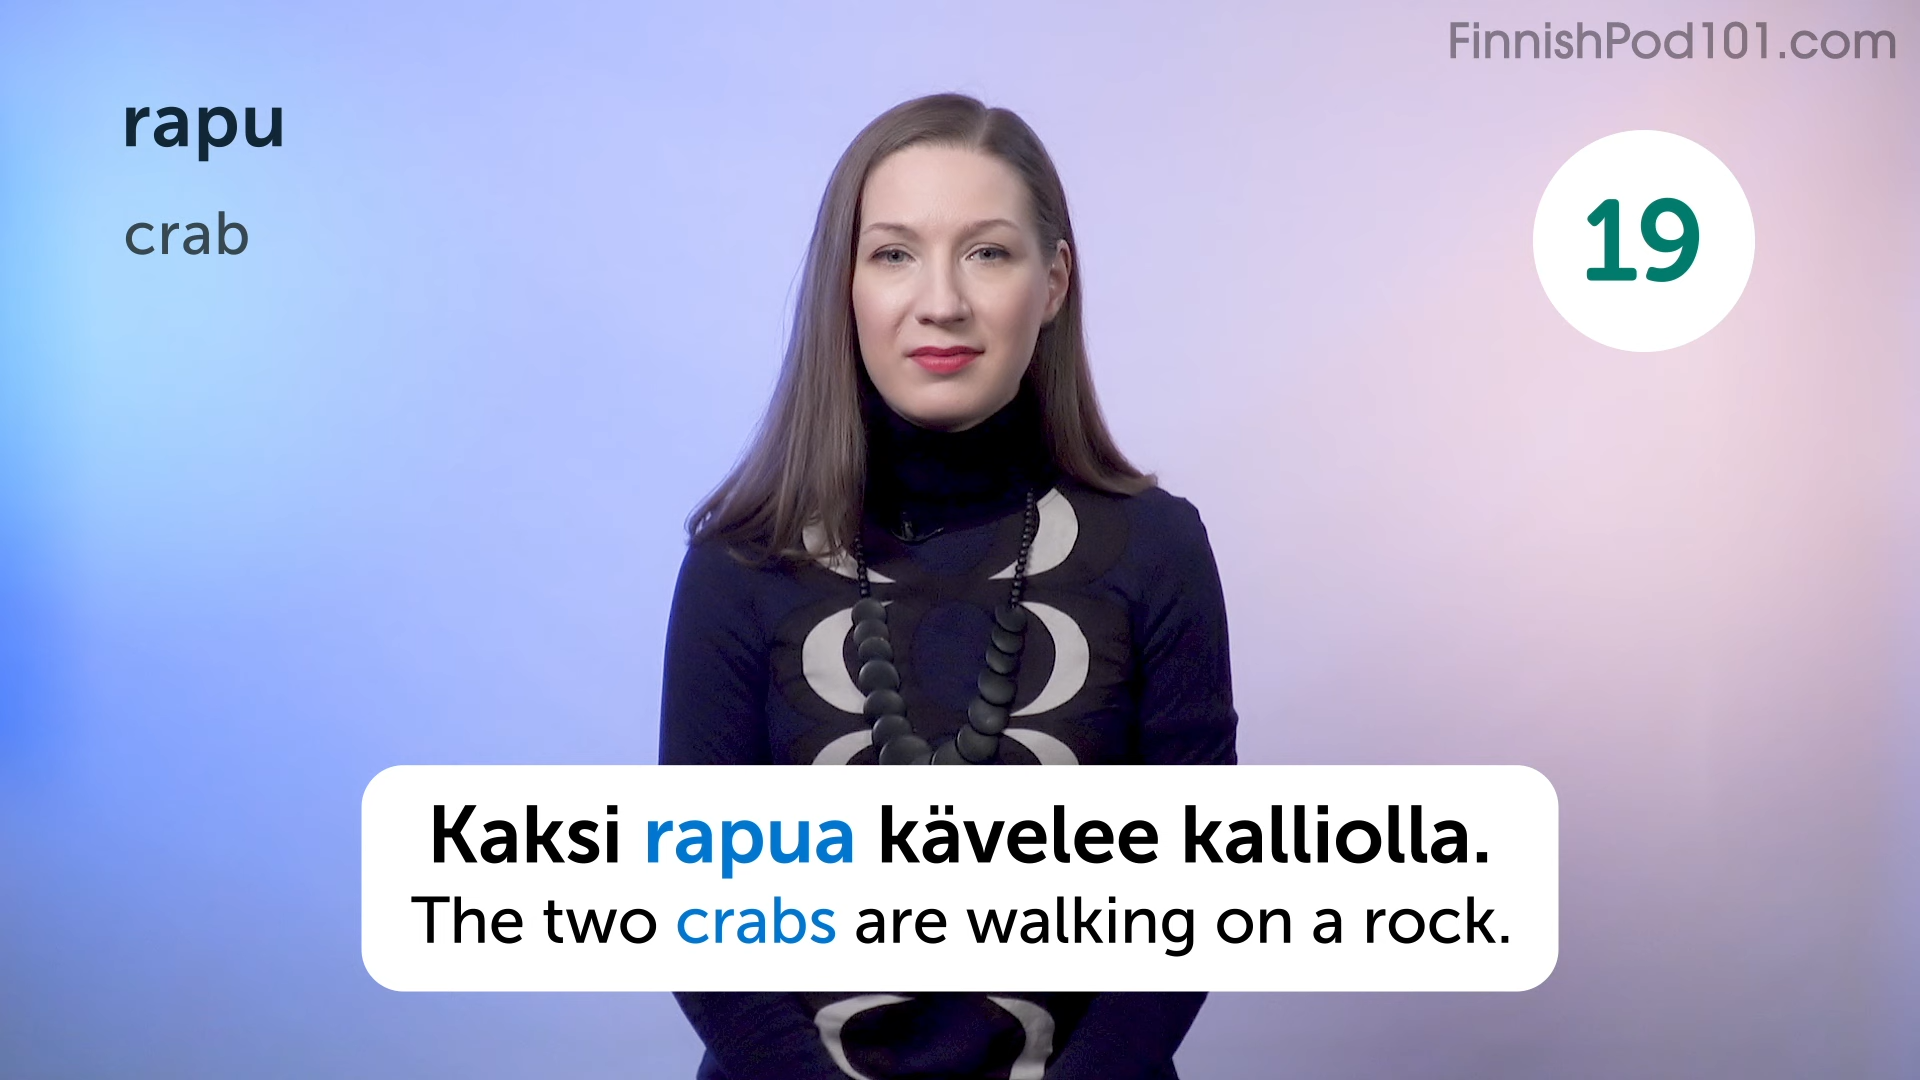 FinnishPod101.com
rapu
crab
19
Kaksi rapua kävelee kalliolla.
The two crabs are walking on a rock.